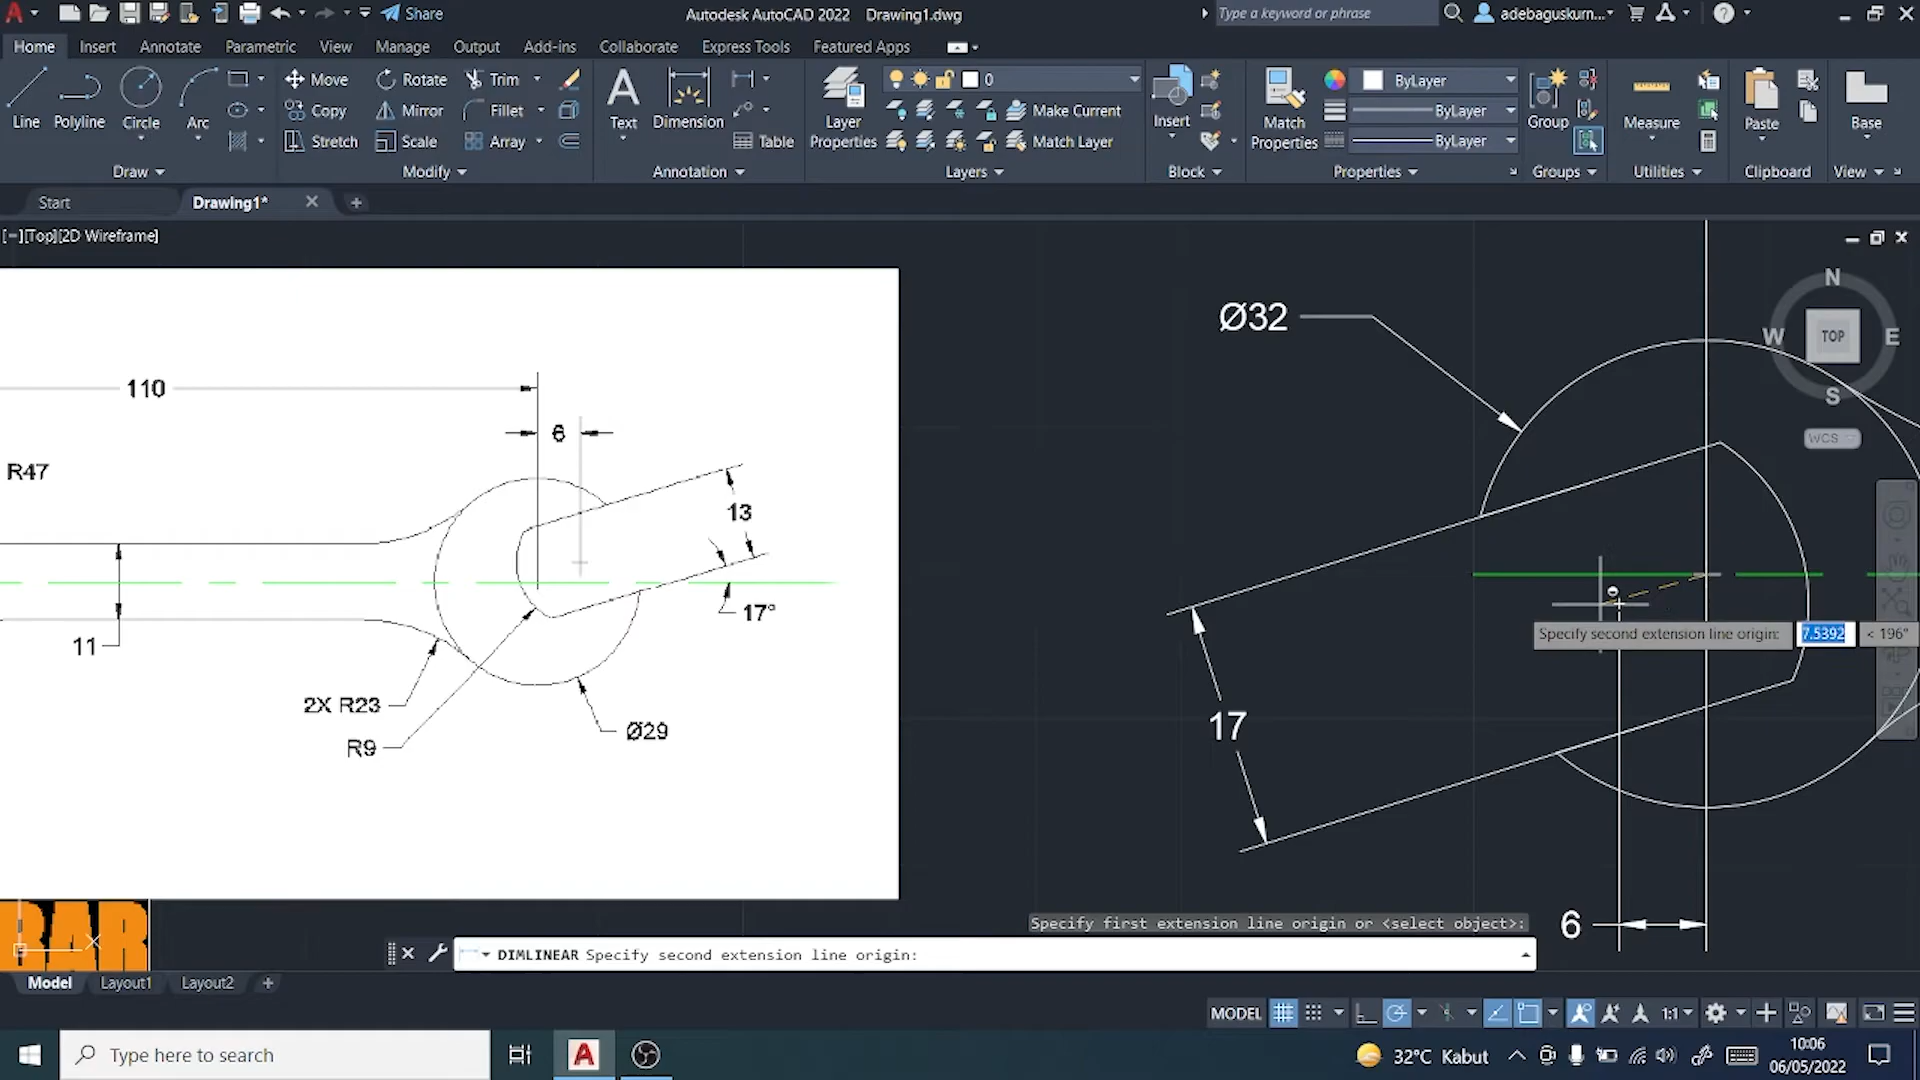 Share
Autodesk AutoCAD 2022 Drawing1.dwg
Type a keyword or phrase
adebaguskurn...
Home Insert Annotate Parametric View Manage Output Add-ins Collaborate Express Tools Featured Apps
Line Polyline Circle Arc
Move Rotate Trim
Copy Mirror Fillet
Stretch Scale Array
Text Dimension Table
Layer Properties
0
Make Current
Match Layer
Insert
Match Properties
ByLayer
ByLayer
ByLayer
Group
Measure
Paste
Base
Draw Modify Annotation Layers Block Properties Groups Utilities Clipboard View
Start Drawing1*
[−][Top][2D Wireframe]
N
W TOP E
S
WCS
110
6
R47
13
17°
11
2X R23
R9
Ø29
Ø32
17
6
Specify second extension line origin: 7.5392 < 196°
BAR
X
Specify first extension line origin or <select object>:
DIMLINEAR Specify second extension line origin:
Model Layout1 Layout2
MODEL 1:1
Type here to search
32°C Kabut
10:06
06/05/2022